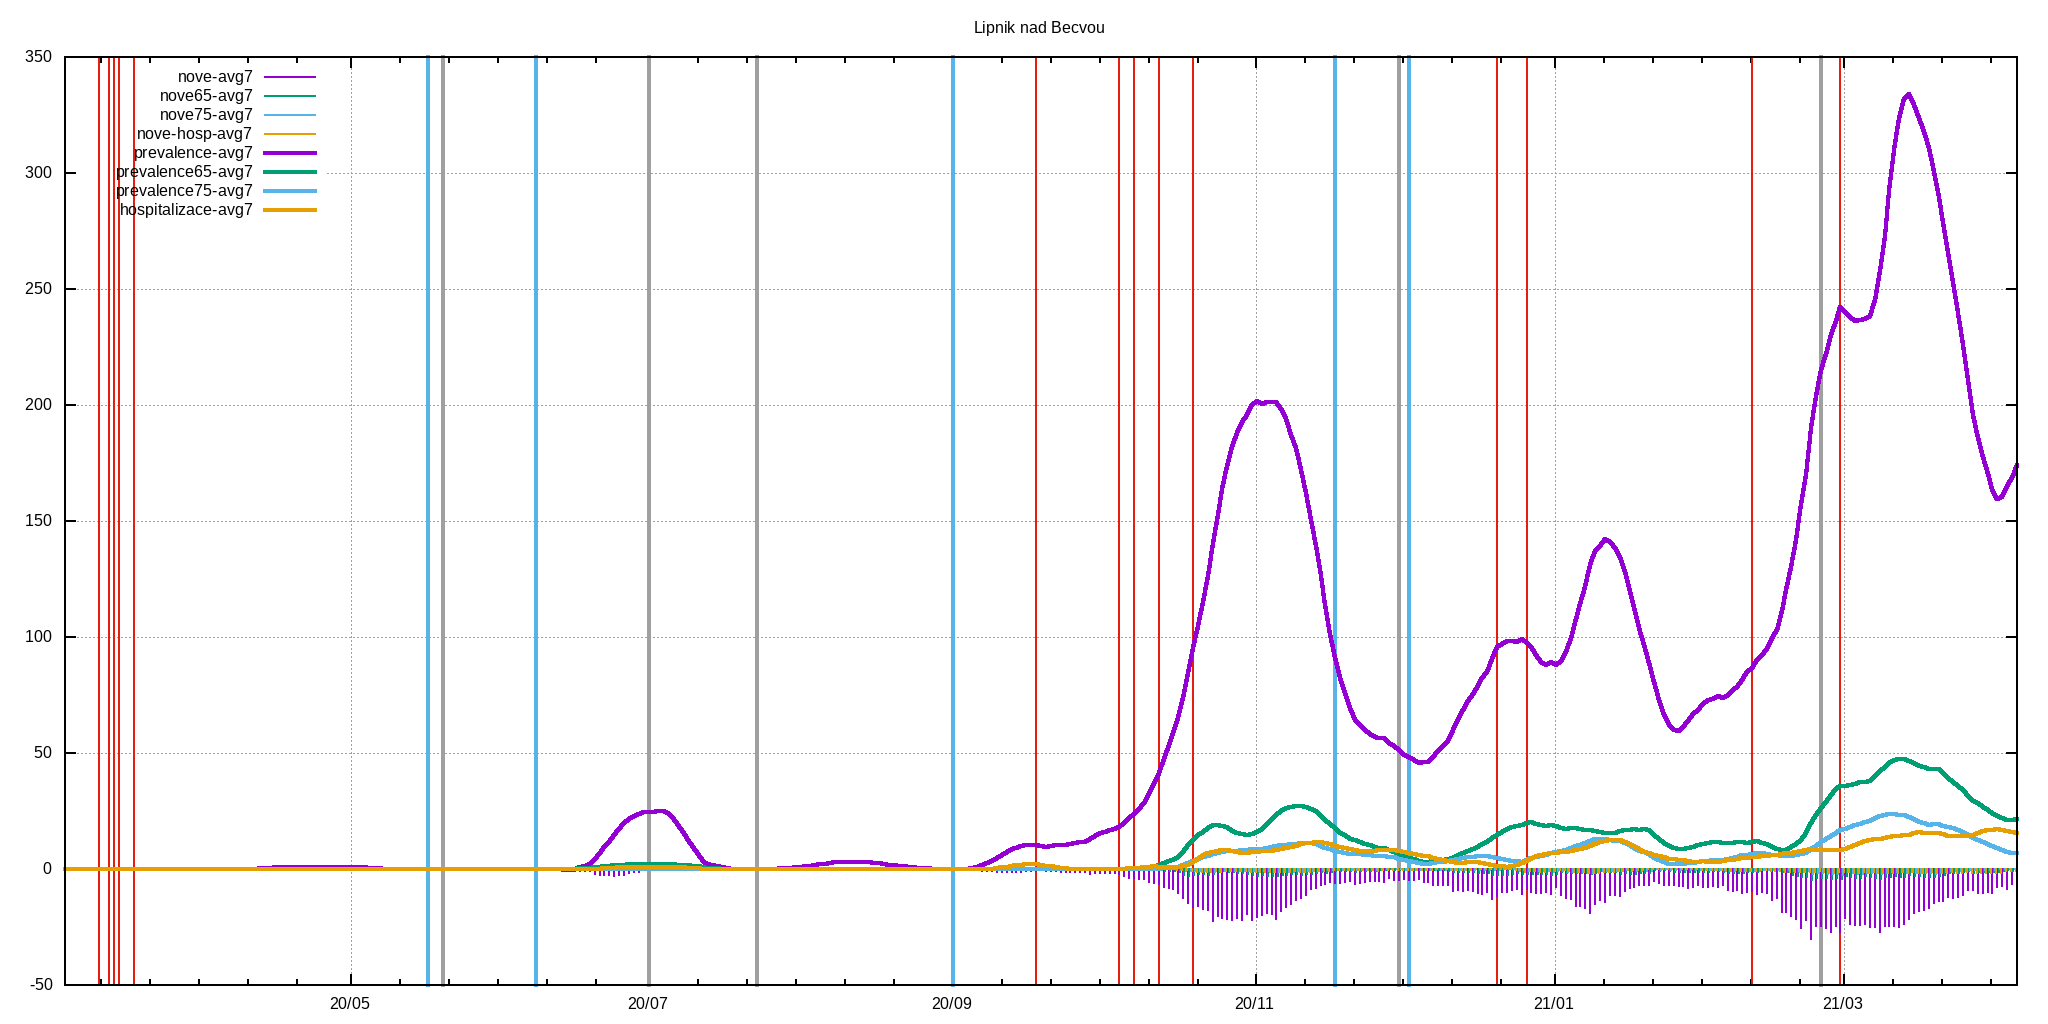 Lipnik nad Becvou
350
300
250
200
150
100
50
0
-50
nove-avg7
nove65-avg7
nove75-avg7
nove-hosp-avg7
prevalence-avg7
prevalence65-avg7
prevalence75-avg7
hospitalizace-avg7
20/05
20/07
20/09
20/11
21/01
21/03